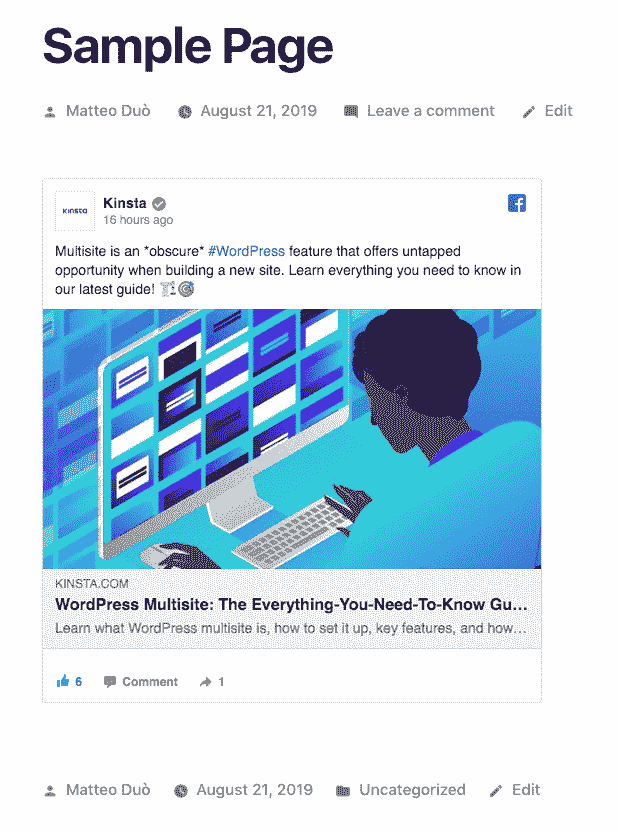 Sample Page
Matteo Duò August 21, 2019 Leave a comment Edit
KINSTA
Kinsta
16 hours ago
Multisite is an *obscure* #WordPress feature that offers untapped
opportunity when building a new site. Learn everything you need to know in
our latest guide! 🏗🎯
KINSTA.COM
WordPress Multisite: The Everything-You-Need-To-Know Gu...
Learn what WordPress multisite is, how to set it up, key features, and how...
6 Comment 1
Matteo Duò August 21, 2019 Uncategorized Edit